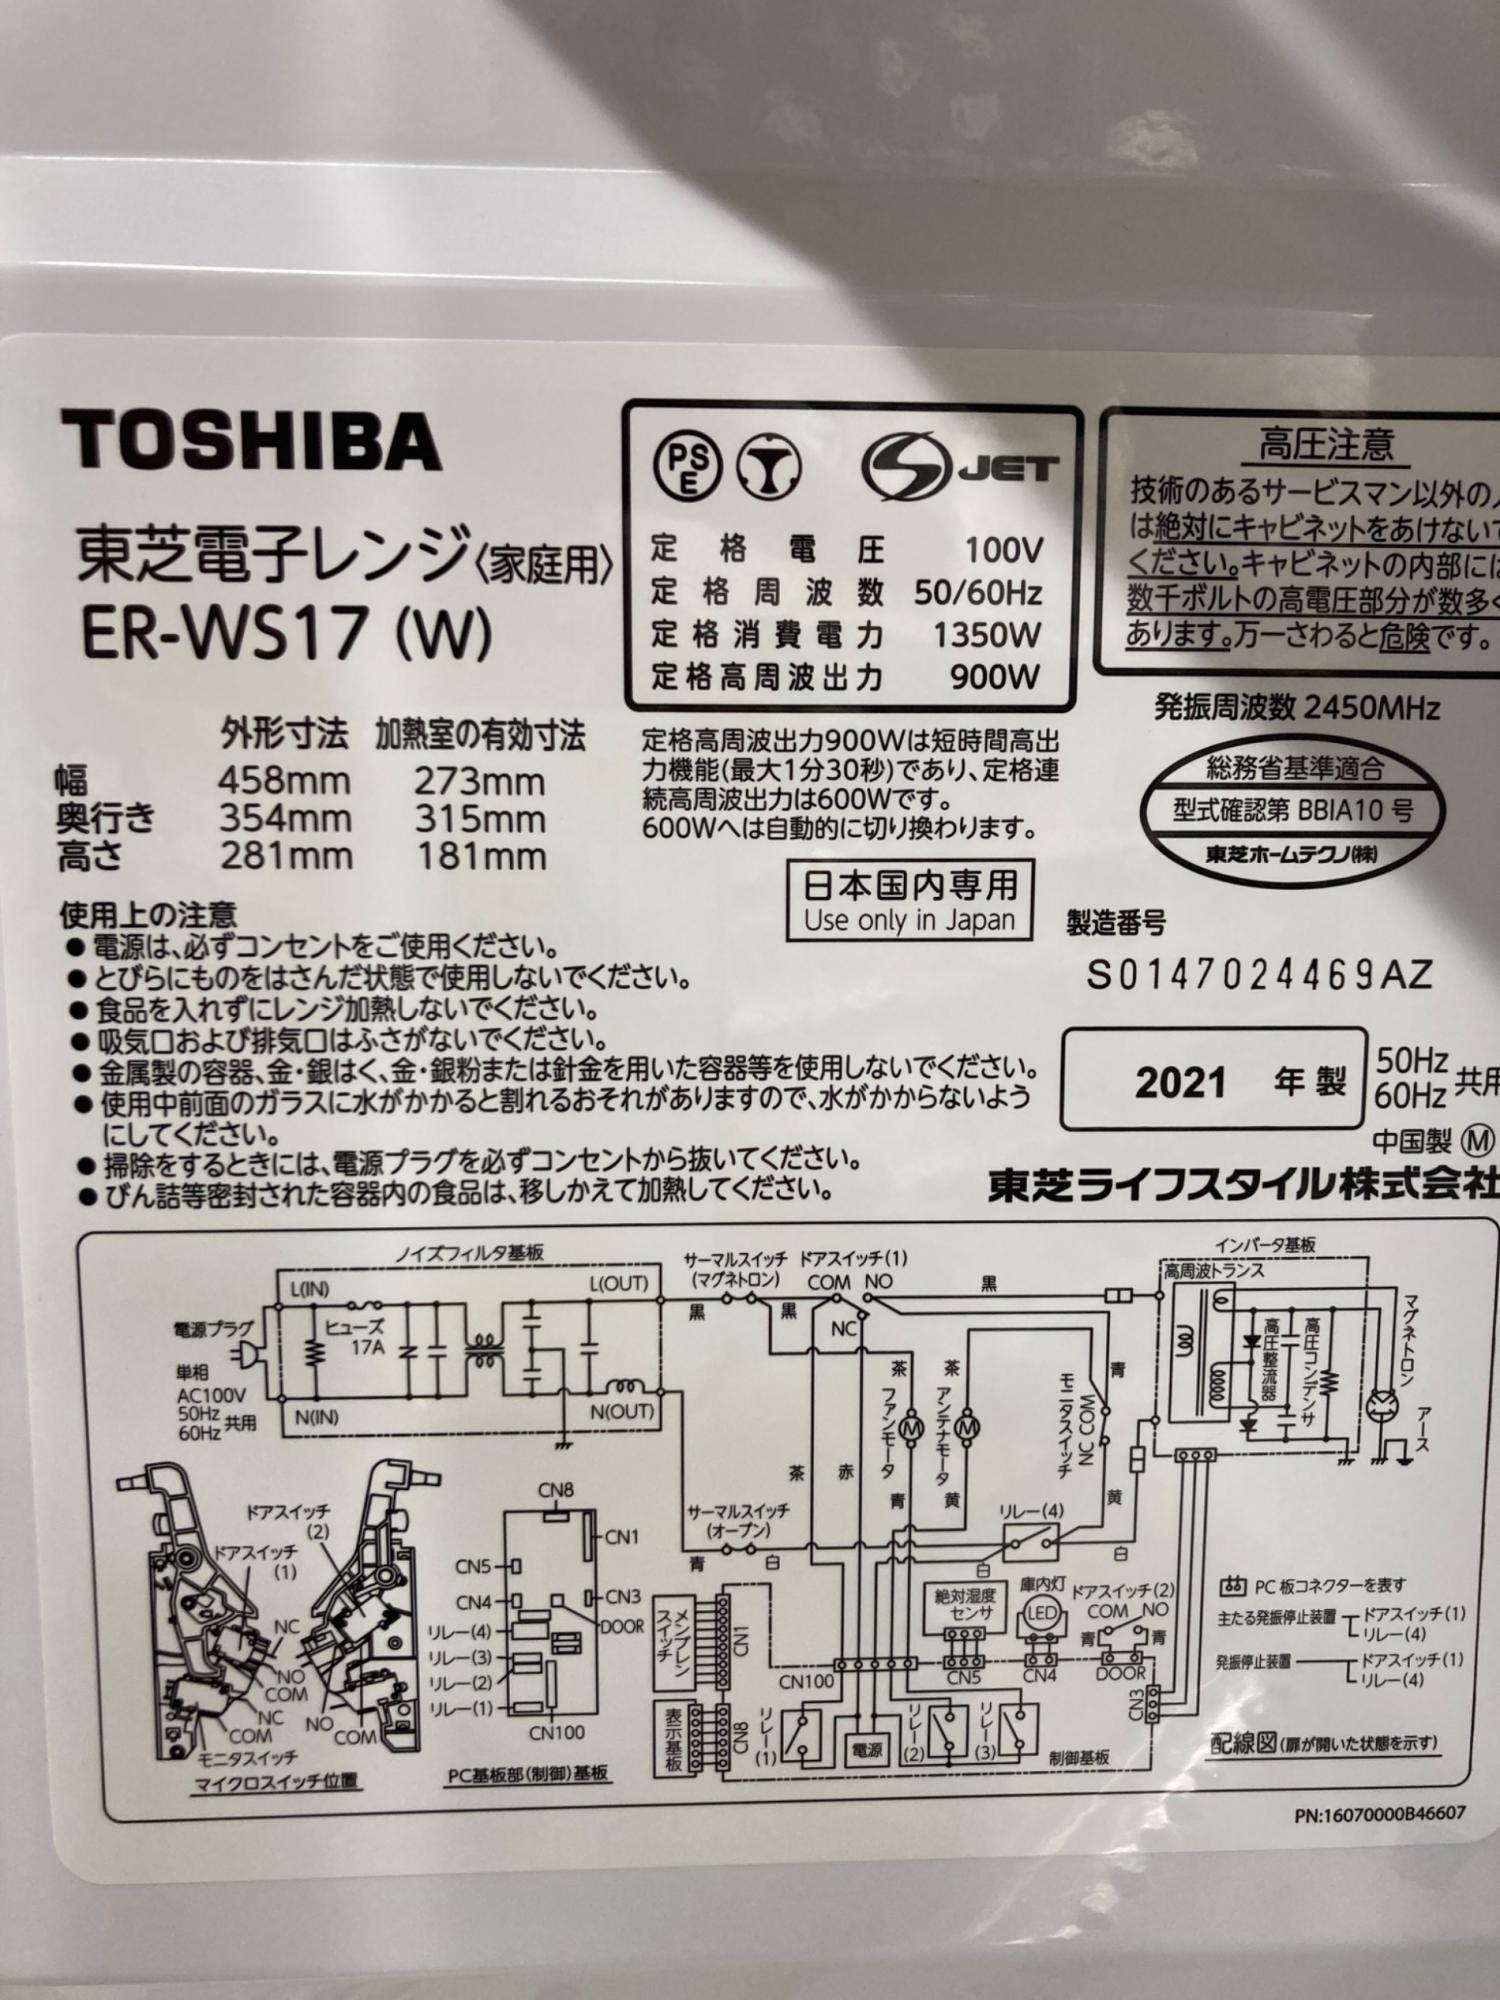 TOSHIBA
東芝電子レンジ〈家庭用〉
ER-WS17 (W)
外形寸法 加熱室の有効寸法
幅 458mm 273mm
奥行き 354mm 315mm
高さ 281mm 181mm
PS
E
T
S JET
定格電圧 100V
定格周波数 50/60Hz
定格消費電力 1350W
定格高周波出力 900W
定格高周波出力900Wは短時間高出
力機能(最大1分30秒)であり、定格連
続高周波出力は600Wです。
600Wへは自動的に切り換わります。
日本国内専用
Use only in Japan
高圧注意
技術のあるサービスマン以外の人
は絶対にキャビネットをあけないで
ください。キャビネットの内部には
数千ボルトの高電圧部分が数多く
あります。万一さわると危険です。
発振周波数 2450MHz
総務省基準適合
型式確認第 BBIA10 号
東芝ホームテクノ(株)
製造番号
S0147024469AZ
2021 年製
50Hz
60Hz 共用
中国製 M
東芝ライフスタイル株式会社
使用上の注意
● 電源は、必ずコンセントをご使用ください。
● とびらにものをはさんだ状態で使用しないでください。
● 食品を入れずにレンジ加熱しないでください。
● 吸気口および排気口はふさがないでください。
● 金属製の容器、金・銀はく、金・銀粉または針金を用いた容器等を使用しないでください。
● 使用中前面のガラスに水がかかると割れるおそれがありますので、水がかからないよう
にしてください。
● 掃除をするときには、電源プラグを必ずコンセントから抜いてください。
● びん詰等密封された容器内の食品は、移しかえて加熱してください。
ノイズフィルタ基板
L(IN)
L(OUT)
ヒューズ
17A
N(IN)
N(OUT)
電源プラグ
単相
AC100V
50Hz
60Hz 共用
サーマルスイッチ
(マグネトロン)
ドアスイッチ(1)
COM NO
NC
黒
黒
黒
インバータ基板
高周波トランス
高圧整流器
高圧コンデンサ
マグネトロン
アース
茶
ファンモータ
M
青
茶
アンテナモータ
M
黄
モニタスイッチ
NC COM
青
黄
茶
赤
サーマルスイッチ
(オーブン)
青
白
リレー(4)
白
白
ドアスイッチ
(2)
ドアスイッチ
(1)
NC
NO
COM
NC
COM
NO
COM
モニタスイッチ
マイクロスイッチ位置
CN8
CN1
CN5
CN4
CN3
DOOR
リレー(4)
リレー(3)
リレー(2)
リレー(1)
CN100
PC基板部(制御)基板
メンブレン
スイッチ
CN1
表示基板
CN8
CN100
リレー
(1)
電源
リレー
(2)
リレー
(3)
絶対湿度
センサ
CN5
庫内灯
LED
CN4
ドアスイッチ(2)
COM NO
青
青
DOOR
CN3
制御基板
PC板コネクターを表す
主たる発振停止装置 ドアスイッチ(1)
リレー(4)
発振停止装置 ドアスイッチ(1)
リレー(4)
配線図(扉が開いた状態を示す)
PN:16070000B46607